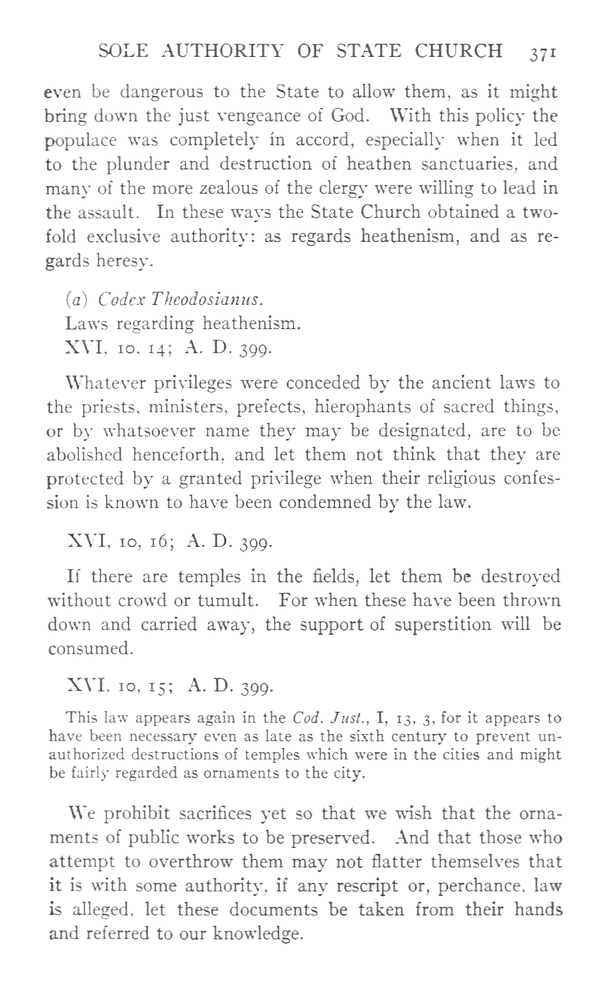 SOLE AUTHORITY OF STATE CHURCH 371
even be dangerous to the State to allow them, as it might
bring down the just vengeance of God. With this policy the
populace was completely in accord, especially when it led
to the plunder and destruction of heathen sanctuaries, and
many of the more zealous of the clergy were willing to lead in
the assault. In these ways the State Church obtained a two-
fold exclusive authority: as regards heathenism, and as re-
gards heresy.
(a) Codex Theodosianus.
Laws regarding heathenism.
XVI, 10, 14; A. D. 399.
Whatever privileges were conceded by the ancient laws to
the priests, ministers, prefects, hierophants of sacred things,
or by whatsoever name they may be designated, are to be
abolished henceforth, and let them not think that they are
protected by a granted privilege when their religious confes-
sion is known to have been condemned by the law.
XVI, 10, 16; A. D. 399.
If there are temples in the fields, let them be destroyed
without crowd or tumult. For when these have been thrown
down and carried away, the support of superstition will be
consumed.
XVI, 10, 15; A. D. 399.
This law appears again in the Cod. Just., I, 13, 3, for it appears to
have been necessary even as late as the sixth century to prevent un-
authorized destructions of temples which were in the cities and might
be fairly regarded as ornaments to the city.
We prohibit sacrifices yet so that we wish that the orna-
ments of public works to be preserved. And that those who
attempt to overthrow them may not flatter themselves that
it is with some authority, if any rescript or, perchance, law
is alleged, let these documents be taken from their hands
and referred to our knowledge.